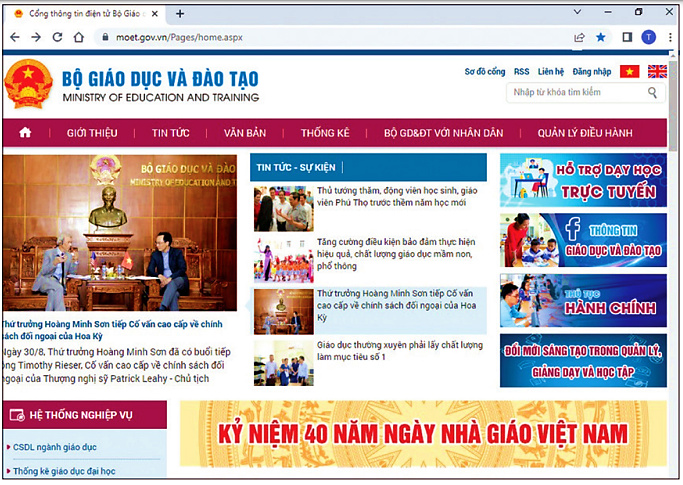 Cổng thông tin điện tử Bộ Giáo
moet.gov.vn/Pages/home.aspx
T
BỘ GIÁO DỤC VÀ ĐÀO TẠO
MINISTRY OF EDUCATION AND TRAINING
Sơ đồ cổng RSS Liên hệ Đăng nhập
Nhập từ khóa tìm kiếm
GIỚI THIỆU TIN TỨC VĂN BẢN THỐNG KÊ BỘ GD&ĐT VỚI NHÂN DÂN QUẢN LÝ ĐIỀU HÀNH
BỘ GIÁO DỤC VÀ ĐÀO
MINISTRY OF EDUCATION AND T
Thứ trưởng Hoàng Minh Sơn tiếp Cố vấn cao cấp về chính
sách đối ngoại của Hoa Kỳ
Ngày 30/8, Thứ trưởng Hoàng Minh Sơn đã có buổi tiếp
ông Timothy Rieser, Cố vấn cao cấp về chính sách đối
ngoại của Thượng nghị sỹ Patrick Leahy - Chủ tịch
TIN TỨC - SỰ KIỆN
Thủ tướng thăm, động viên học sinh, giáo
viên Phú Thọ trước thềm năm học mới
Tăng cường điều kiện bảo đảm thực hiện
hiệu quả, chất lượng giáo dục mầm non,
phổ thông
Thứ trưởng Hoàng Minh Sơn tiếp Cố vấn
cao cấp về chính sách đối ngoại của Hoa
Kỳ
Giáo dục thường xuyên phải lấy chất lượng
làm mục tiêu số 1
HỖ TRỢ DẠY HỌC
TRỰC TUYẾN
THÔNG TIN
GIÁO DỤC VÀ ĐÀO TẠO
THỦ TỤC
HÀNH CHÍNH
ĐỔI MỚI SÁNG TẠO TRONG QUẢN LÝ,
GIẢNG DẠY VÀ HỌC TẬP
HỆ THỐNG NGHIỆP VỤ
CSDL ngành giáo dục
Thống kê giáo dục đại học
KỶ NIỆM 40 NĂM NGÀY NHÀ GIÁO VIỆT NAM